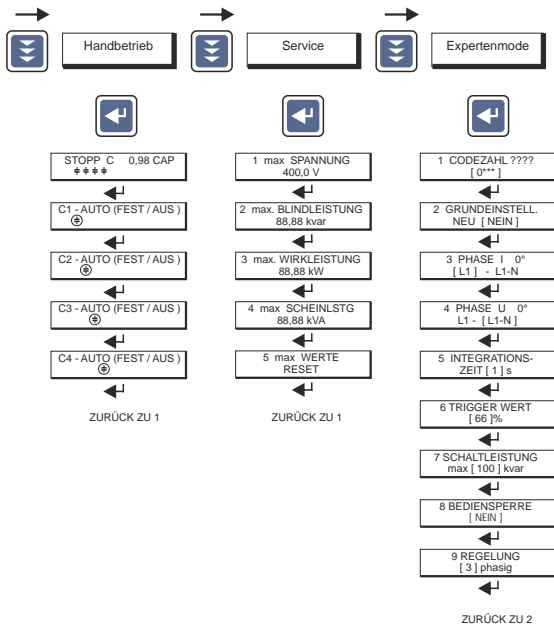 Handbetrieb
STOPP C 0,98 CAP
C1 - AUTO (FEST / AUS )
C2 - AUTO (FEST / AUS )
C3 - AUTO (FEST / AUS )
C4 - AUTO (FEST / AUS )
ZURÜCK ZU 1
Service
1 max SPANNUNG
400,0 V
2 max. BLINDLEISTUNG
88,88 kvar
3 max. WIRKLEISTUNG
88,88 kW
4 max SCHEINLSTG
88,88 kVA
5 max WERTE
RESET
ZURÜCK ZU 1
Expertenmode
1 CODEZAHL ????
[ 0*** ]
2 GRUNDEINSTELL.
NEU [ NEIN ]
3 PHASE I 0°
[ L1 ] - L1-N
4 PHASE U 0°
L1 - [ L1-N ]
5 INTEGRATIONS-
ZEIT [ 1 ] s
6 TRIGGER WERT
[ 66 ]%
7 SCHALTLEISTUNG
max [ 100 ] kvar
8 BEDIENSPERRE
[ NEIN ]
9 REGELUNG
[ 3 ] phasig
ZURÜCK ZU 2